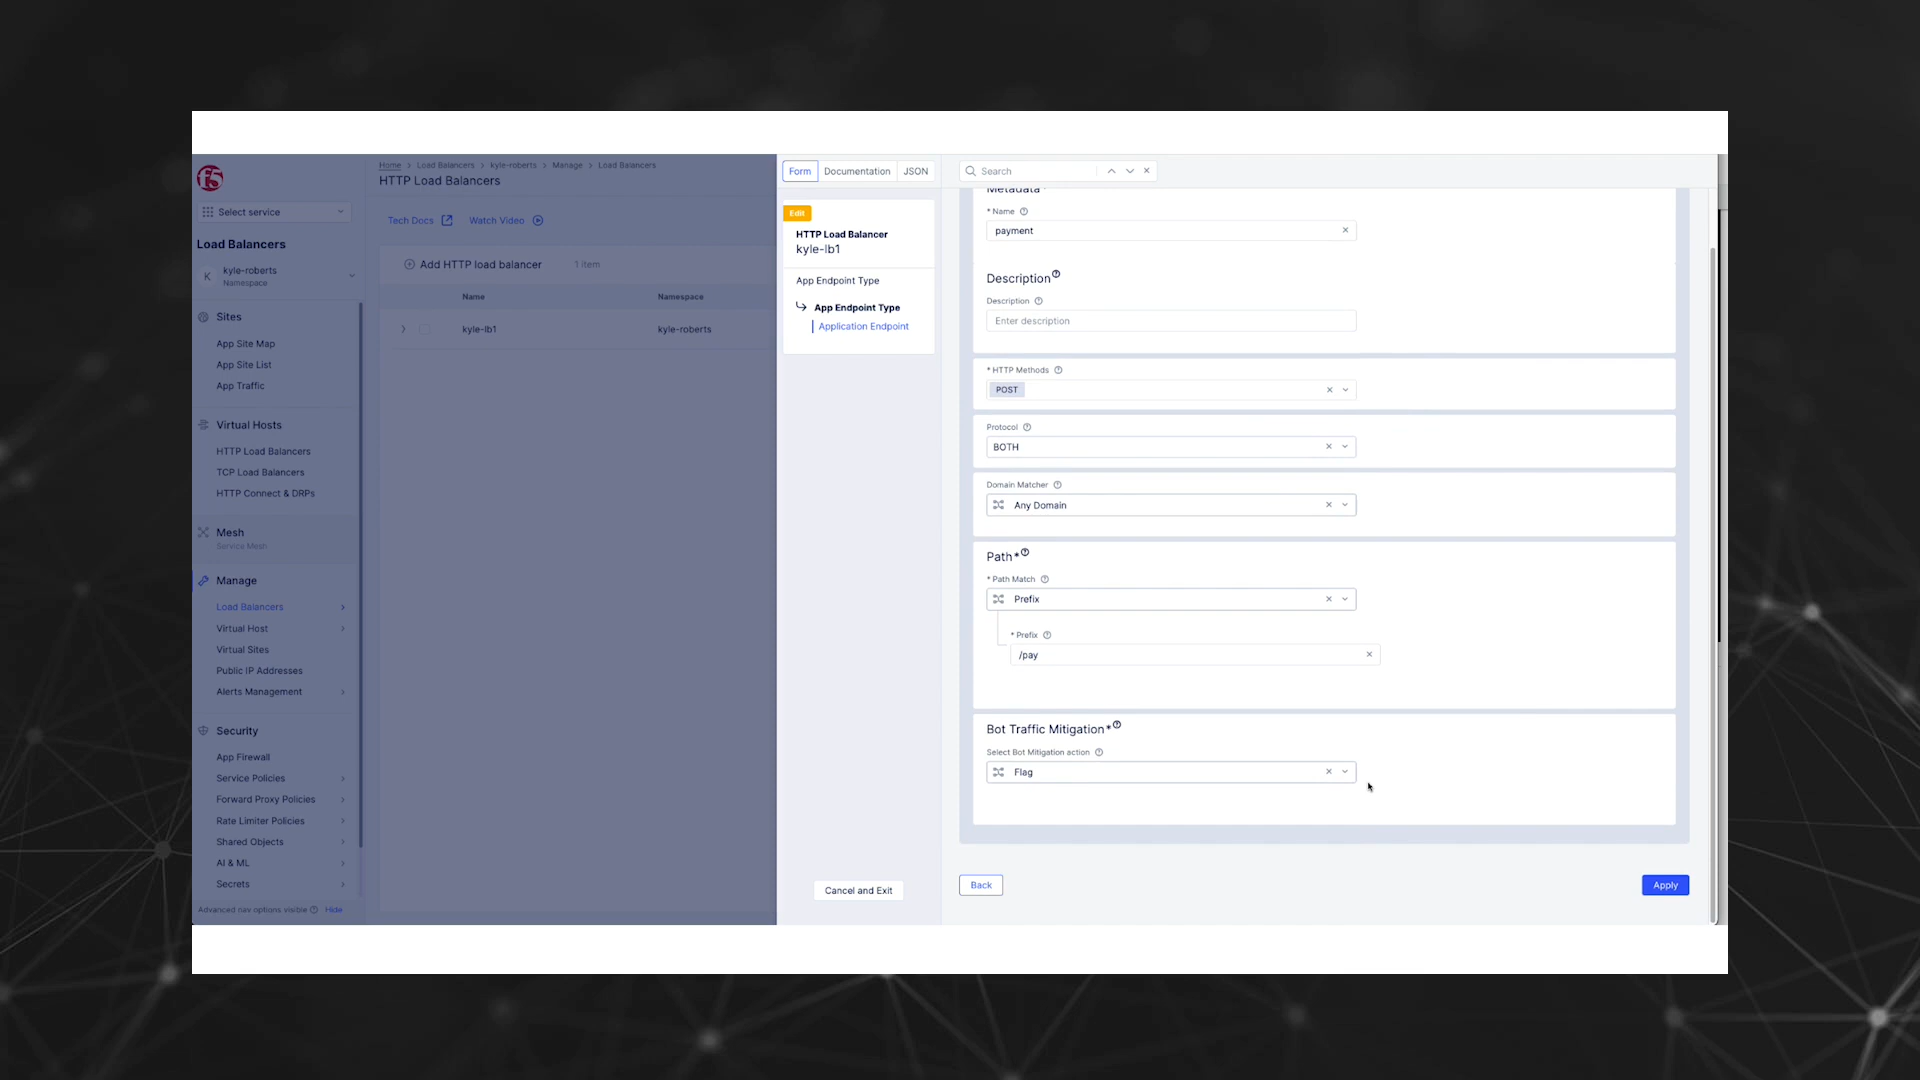 f5
Select service
Load Balancers
K
kyle-roberts
Namespace
Sites
App Site Map
App Site List
App Traffic
Virtual Hosts
HTTP Load Balancers
TCP Load Balancers
HTTP Connect & DRPs
Mesh
Service Mesh
Manage
Load Balancers
Virtual Host
Virtual Sites
Public IP Addresses
Alerts Management
Security
App Firewall
Service Policies
Forward Proxy Policies
Rate Limiter Policies
Shared Objects
AI & ML
Secrets
Advanced nav options visible Hide
Home > Load Balancers > kyle-roberts > Manage > Load Balancers
HTTP Load Balancers
Tech Docs Watch Video
Add HTTP load balancer 1 item
Name Namespace
kyle-lb1 kyle-roberts
Form Documentation JSON
Edit
HTTP Load Balancer
kyle-lb1
App Endpoint Type
App Endpoint Type
Application Endpoint
Cancel and Exit
Search
Metadata
* Name
payment
Description
Description
Enter description
* HTTP Methods
POST
Protocol
BOTH
Domain Matcher
Any Domain
Path*
* Path Match
Prefix
* Prefix
/pay
Bot Traffic Mitigation*
Select Bot Mitigation action
Flag
Back
Apply